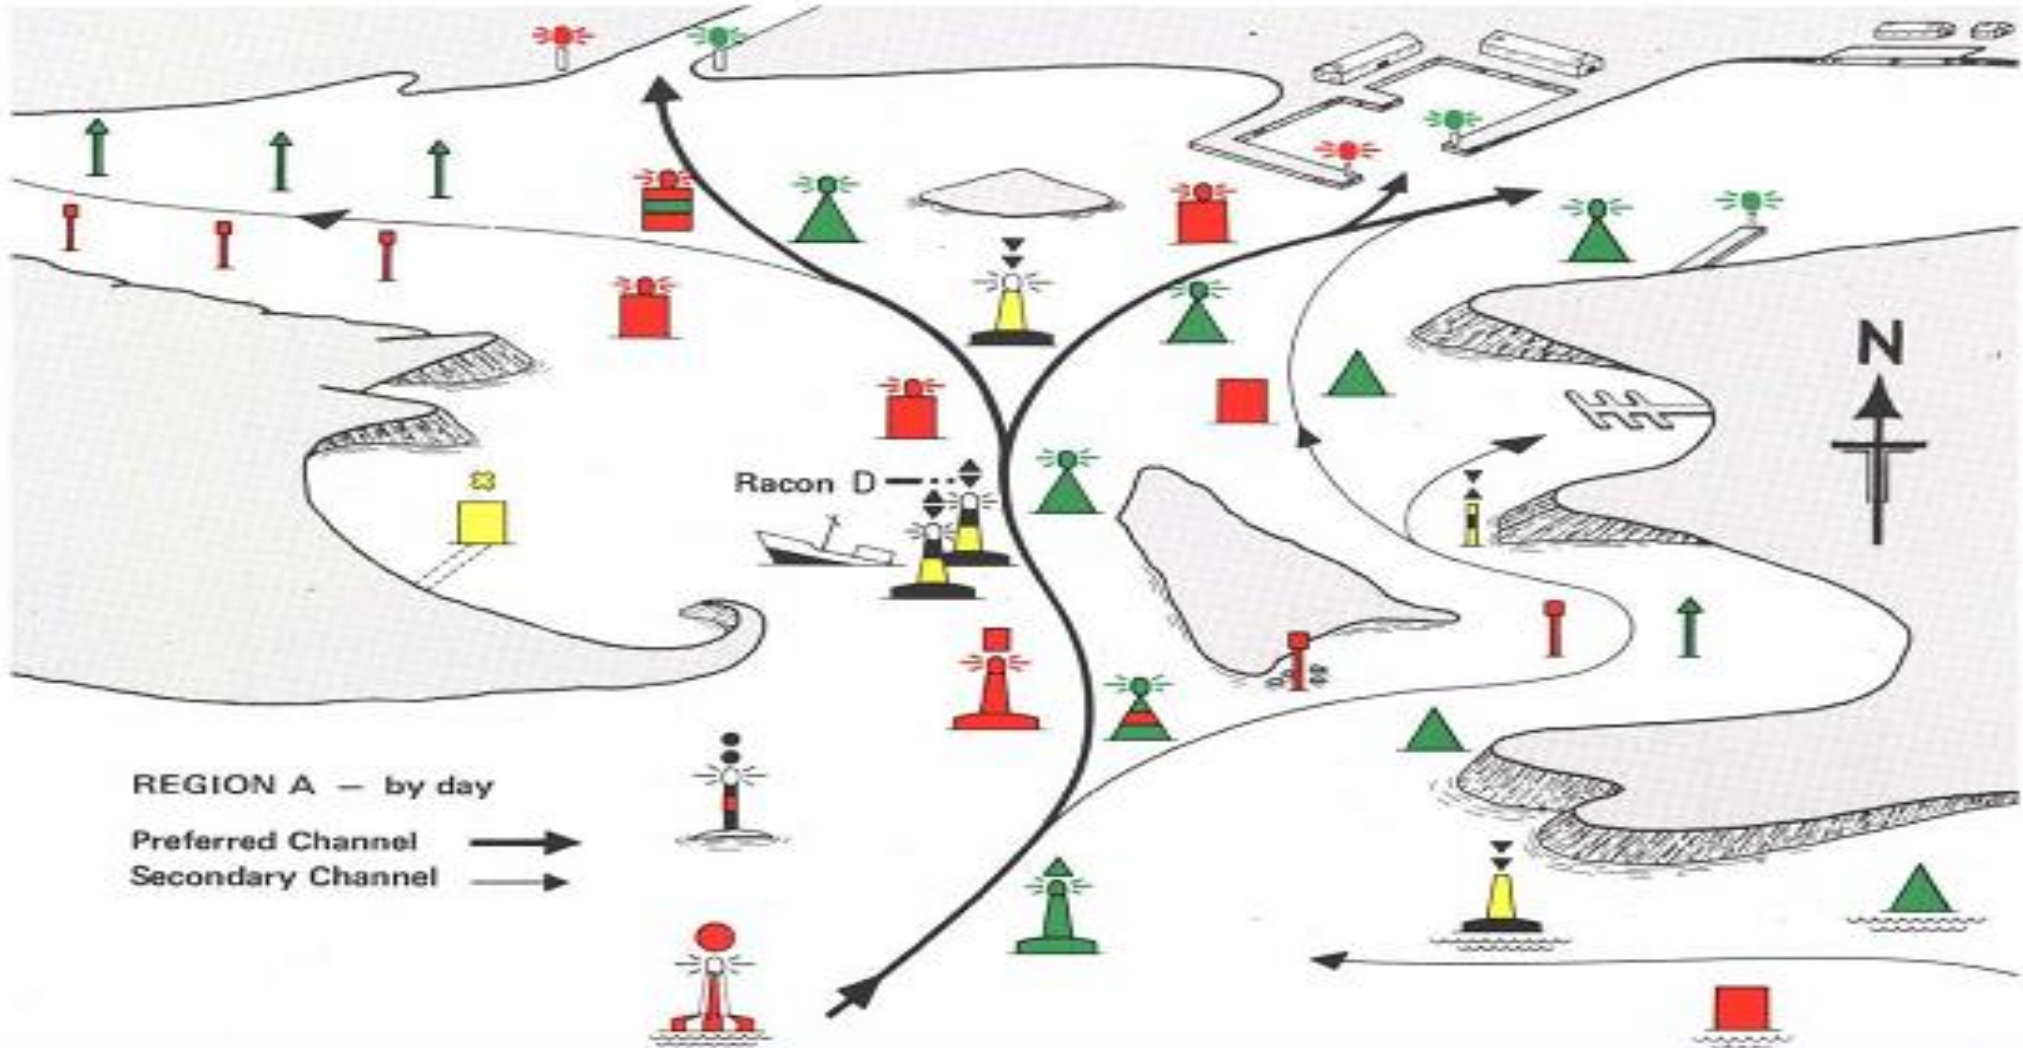 N
Racon D
REGION A – by day
Preferred Channel
Secondary Channel